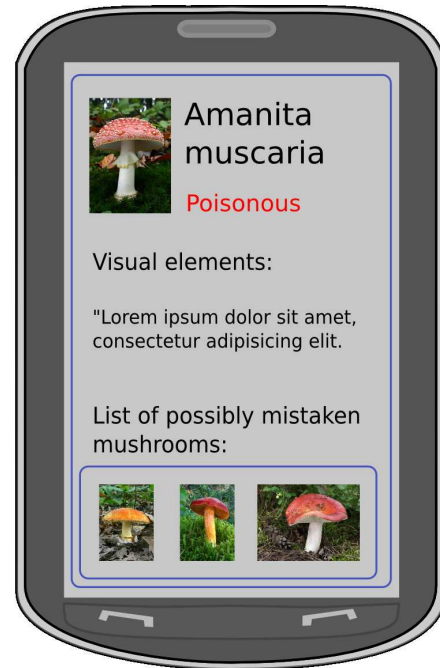 Amanita
muscaria
Poisonous
Visual elements:
"Lorem ipsum dolor sit amet,
consectetur adipisicing elit.
List of possibly mistaken
mushrooms: